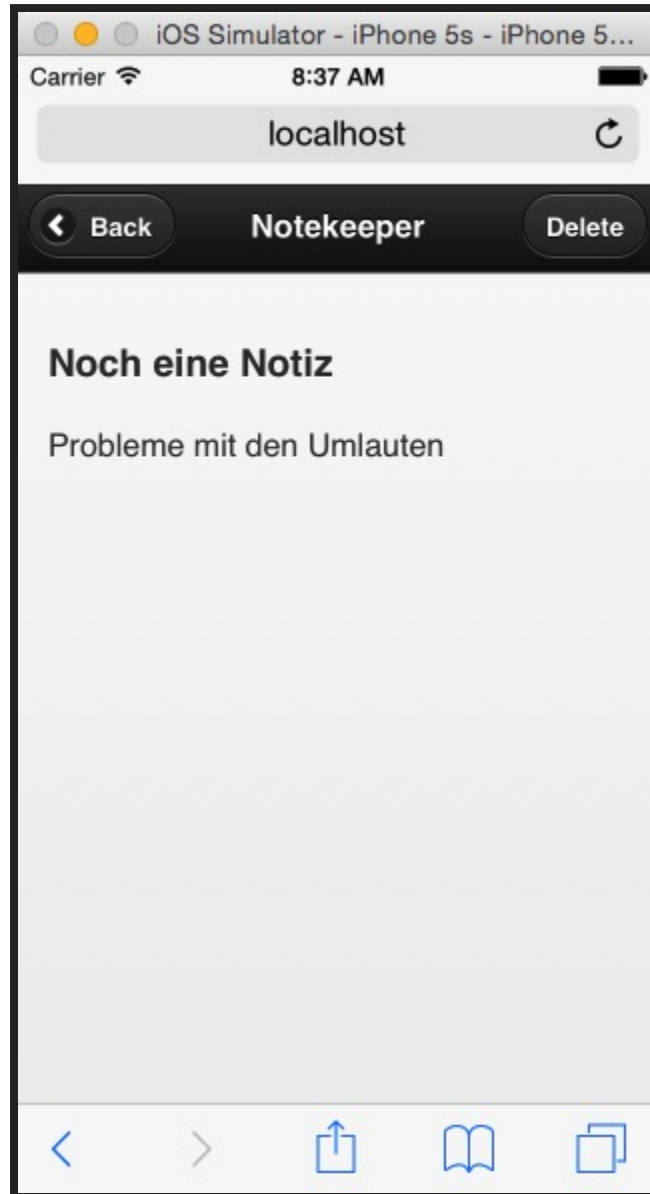 iOS Simulator - iPhone 5s - iPhone 5...
Carrier 8:37 AM
localhost
Back Notekeeper Delete
Noch eine Notiz
Probleme mit den Umlauten